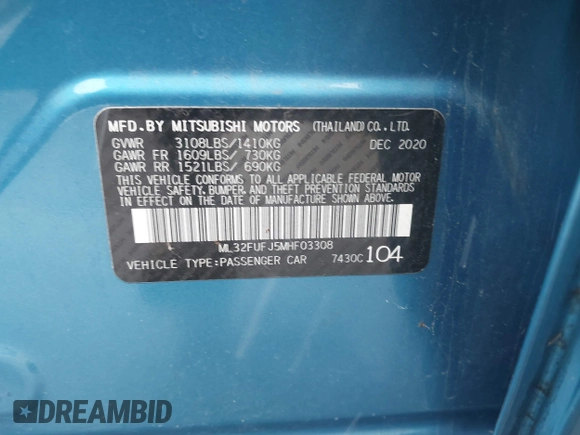 MFD.BY MITSUBISHI MOTORS (THAILAND)CO.,LTD.
GVWR 3108LBS/1410KG DEC 2020
GAWR FR 1609LBS/ 730KG
GAWR RR 1521LBS/ 690KG
THIS VEHICLE CONFORMS TO ALL APPLICABLE FEDERAL MOTOR
VEHICLE SAFETY,BUMPER,AND THEFT PREVENTION STANDARDS
IN EFFECT ON THE DATE OF MANUFACTURE SHOWN ABOVE.
ML32FUFJ5MHF03308
VEHICLE TYPE:PASSENGER CAR 7430C 104
DREAMBID